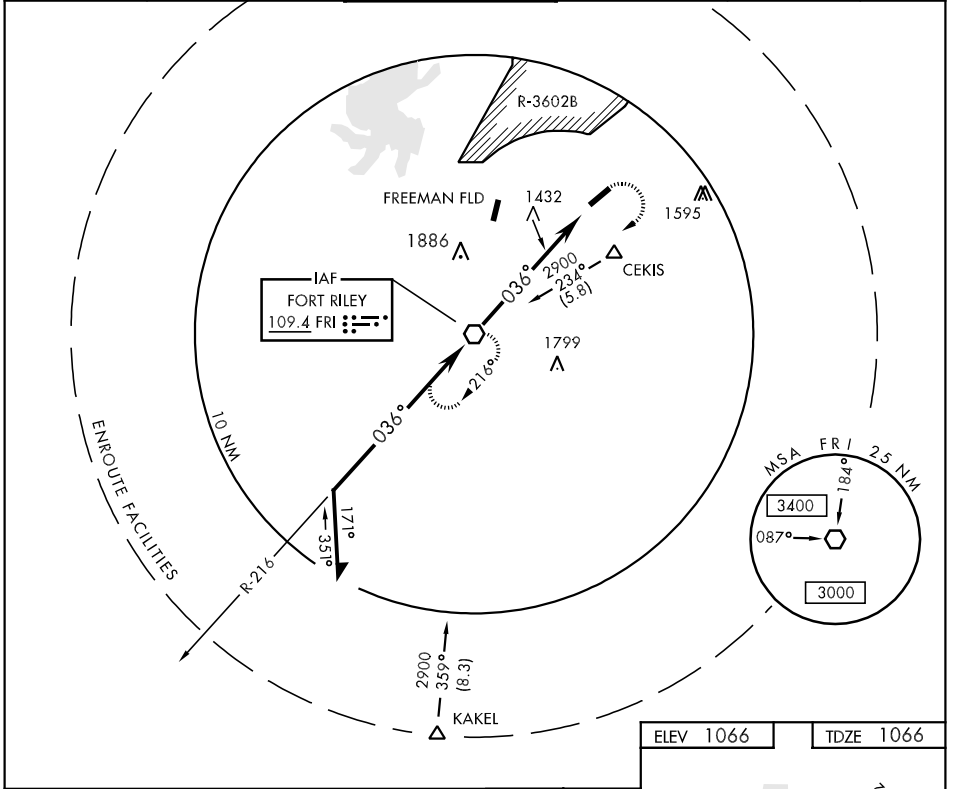 R-3602B
FREEMAN FLD
1432
1595
1886
2900
234°
(5.8)
CEKIS
036°
IAF
FORT RILEY
109.4 FRI
1799
216°
036°
10 NM
ENROUTE FACILITIES
171°
351°
R-216
MSA FRI 25 NM
184°
3400
087°
3000
2900
359°
(8.3)
KAKEL
ELEV 1066
TDZE 1066